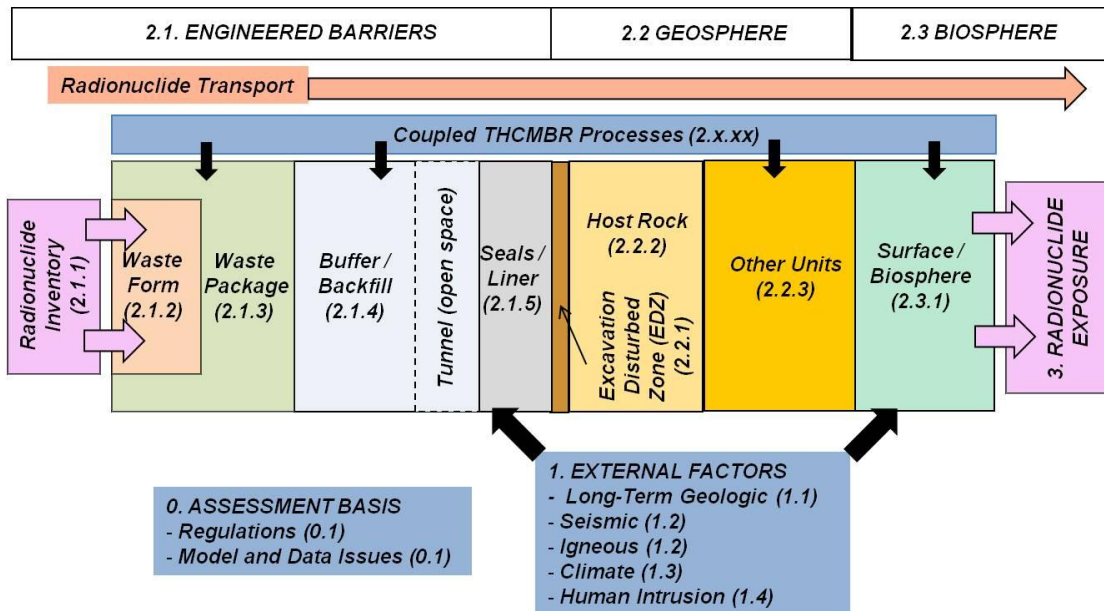 2.1. ENGINEERED BARRIERS
2.2 GEOSPHERE
2.3 BIOSPHERE
Radionuclide Transport
Coupled THCMBR Processes (2.x.xx)
Radionuclide
Inventory
(2.1.1)
Waste
Form
(2.1.2)
Waste
Package
(2.1.3)
Buffer /
Backfill
(2.1.4)
Tunnel (open space)
Seals /
Liner
(2.1.5)
Host Rock
(2.2.2)
Excavation
Disturbed
Zone (EDZ)
(2.2.1)
Other Units
(2.2.3)
Surface /
Biosphere
(2.3.1)
3. RADIONUCLIDE
EXPOSURE
0. ASSESSMENT BASIS
- Regulations (0.1)
- Model and Data Issues (0.1)
1. EXTERNAL FACTORS
- Long-Term Geologic (1.1)
- Seismic (1.2)
- Igneous (1.2)
- Climate (1.3)
- Human Intrusion (1.4)